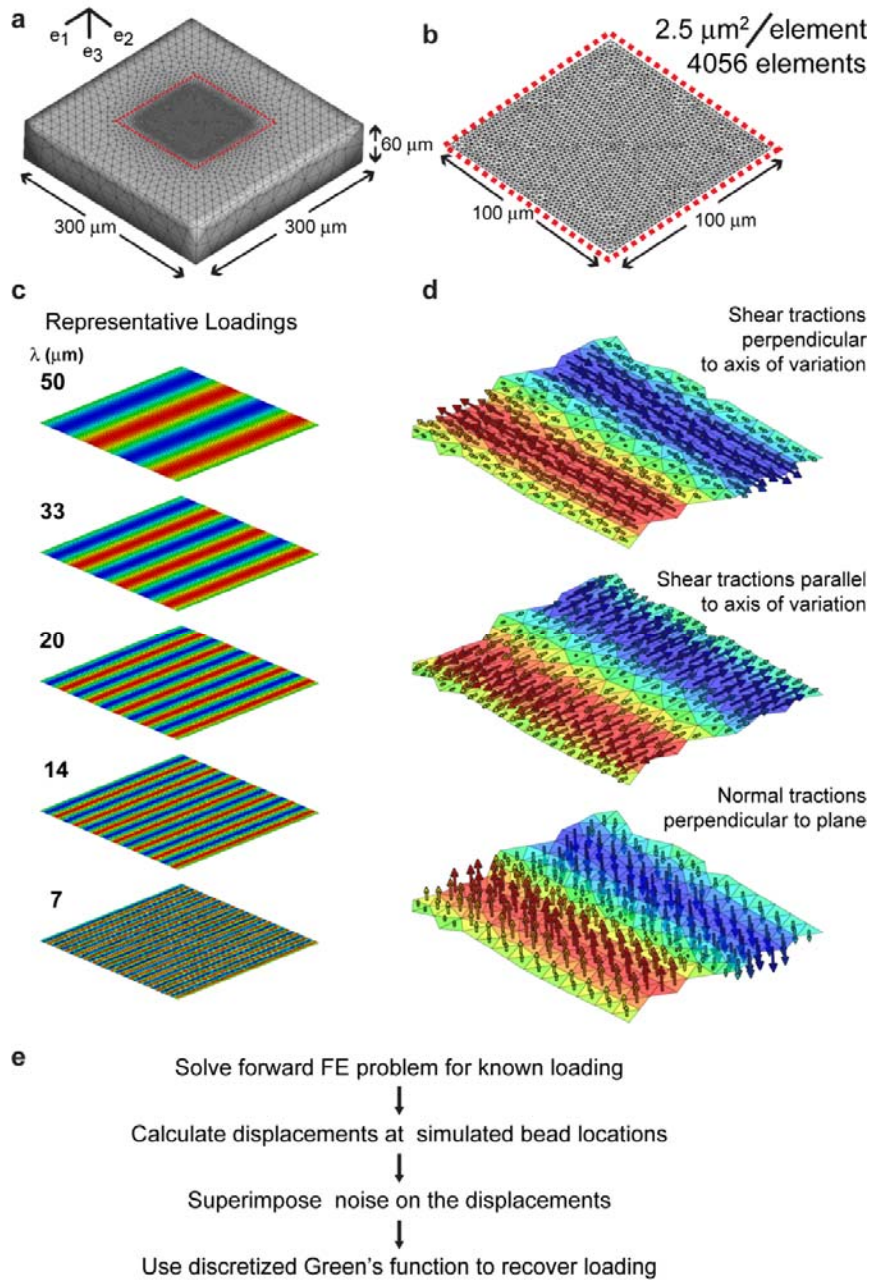 a
e1 e2
e3
60 μm
300 μm
300 μm
b
2.5 μm²/element
4056 elements
100 μm
100 μm
c
Representative Loadings
λ (μm)
50
33
20
14
7
d
Shear tractions
perpendicular
to axis of variation
Shear tractions parallel
to axis of variation
Normal tractions
perpendicular to plane
e
Solve forward FE problem for known loading
Calculate displacements at simulated bead locations
Superimpose noise on the displacements
Use discretized Green's function to recover loading